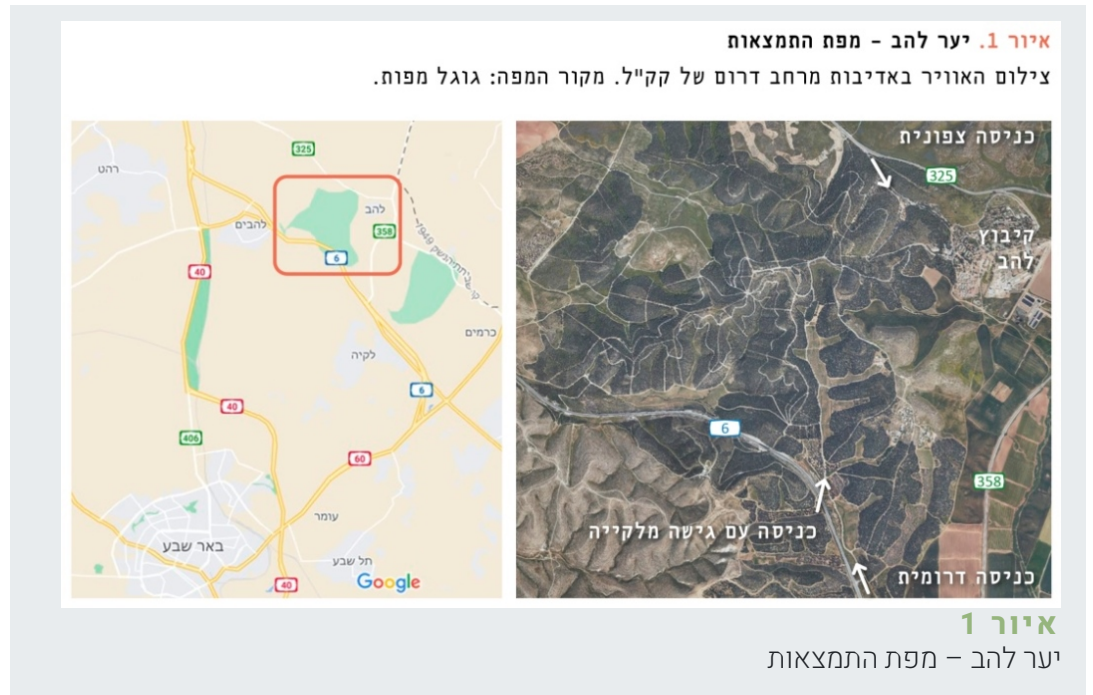 איור 1. יער להב – מפת התמצאות
צילום האוויר באדיבות מרחב דרום של קק"ל. מקור המפה: גוגל מפות.
רהט
325
להב
להבים
358
6
40
כרמים
לקיה
6
40
406
60
עומר
באר שבע
תל שבע
Google
40
כניסה צפונית
325
קיבוץ
להב
6
358
כניסה עם גישה מלקייה
כניסה דרומית
איור 1
יער להב – מפת התמצאות